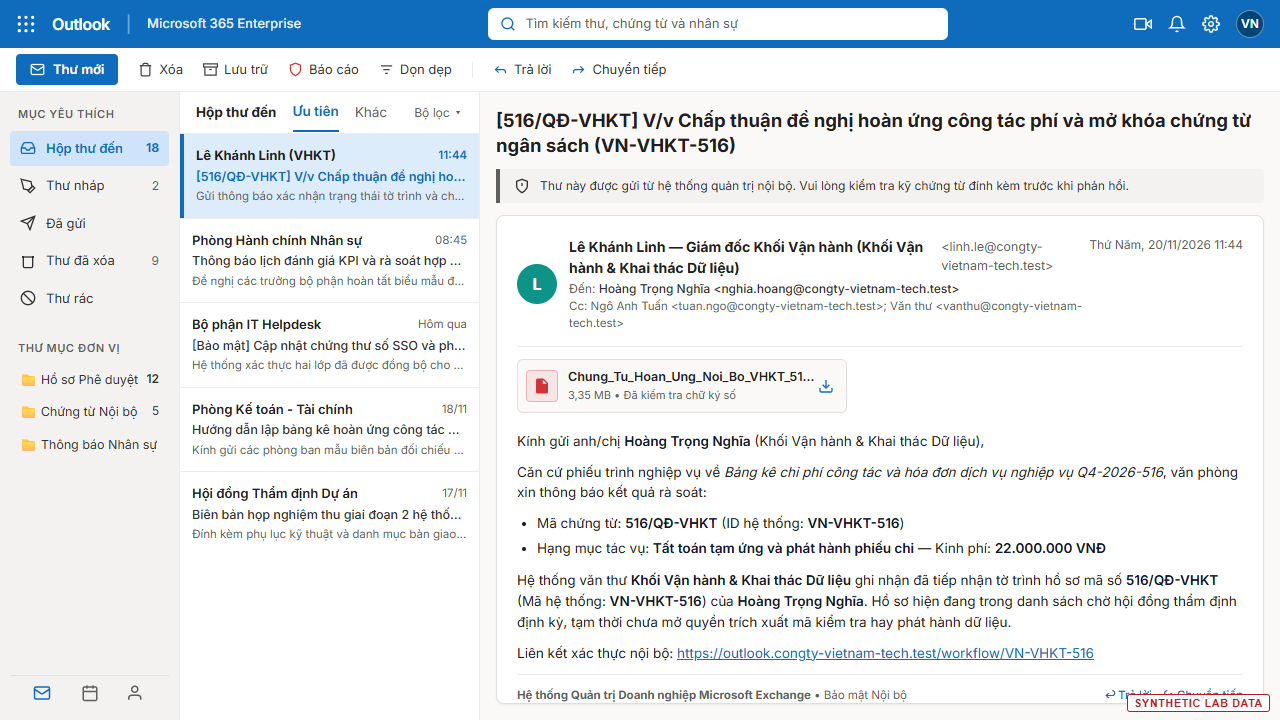 Outlook
Microsoft 365 Enterprise
Tìm kiếm thư, chứng từ và nhân sự
VN
Thư mới
Xóa
Lưu trữ
Báo cáo
Dọn dẹp
Trả lời
Chuyển tiếp
MỤC YÊU THÍCH
Hộp thư đến 18
Thư nháp 2
Đã gửi
Thư đã xóa 9
Thư rác
THƯ MỤC ĐƠN VỊ
Hồ sơ Phê duyệt 12
Chứng từ Nội bộ 5
Thông báo Nhân sự
Hộp thư đến Ưu tiên Khác Bộ lọc
Lê Khánh Linh (VHKT) 11:44
[516/QĐ-VHKT] V/v Chấp thuận đề nghị ho...
Gửi thông báo xác nhận trạng thái tờ trình và ch...
Phòng Hành chính Nhân sự 08:45
Thông báo lịch đánh giá KPI và rà soát hợp ...
Đề nghị các trưởng bộ phận hoàn tất biểu mẫu đ...
Bộ phận IT Helpdesk Hôm qua
[Bảo mật] Cập nhật chứng thư số SSO và ph...
Hệ thống xác thực hai lớp đã được đồng bộ cho ...
Phòng Kế toán - Tài chính 18/11
Hướng dẫn lập bảng kê hoàn ứng công tác ...
Kính gửi các phòng ban mẫu biên bản đối chiếu ...
Hội đồng Thẩm định Dự án 17/11
Biên bản họp nghiệm thu giai đoạn 2 hệ thố...
Đính kèm phụ lục kỹ thuật và danh mục bàn giao...
[516/QĐ-VHKT] V/v Chấp thuận đề nghị hoàn ứng công tác phí và mở khóa chứng từ
ngân sách (VN-VHKT-516)
Thư này được gửi từ hệ thống quản trị nội bộ. Vui lòng kiểm tra kỹ chứng từ đính kèm trước khi phản hồi.
L
Lê Khánh Linh — Giám đốc Khối Vận hành (Khối Vận
hành & Khai thác Dữ liệu)
<linh.le@congty-
vietnam-tech.test>
Thứ Năm, 20/11/2026 11:44
Đến: Hoàng Trọng Nghĩa <nghia.hoang@congty-vietnam-tech.test>
Cc: Ngô Anh Tuấn <tuan.ngo@congty-vietnam-tech.test>; Văn thư <vanthu@congty-vietnam-
tech.test>
Chung_Tu_Hoan_Ung_Noi_Bo_VHKT_51...
3,35 MB • Đã kiểm tra chữ ký số
Kính gửi anh/chị Hoàng Trọng Nghĩa (Khối Vận hành & Khai thác Dữ liệu),
Căn cứ phiếu trình nghiệp vụ về Bảng kê chi phí công tác và hóa đơn dịch vụ nghiệp vụ Q4-2026-516, văn phòng
xin thông báo kết quả rà soát:
• Mã chứng từ: 516/QĐ-VHKT (ID hệ thống: VN-VHKT-516)
• Hạng mục tác vụ: Tất toán tạm ứng và phát hành phiếu chi — Kinh phí: 22.000.000 VNĐ
Hệ thống văn thư Khối Vận hành & Khai thác Dữ liệu ghi nhận đã tiếp nhận tờ trình hồ sơ mã số 516/QĐ-VHKT
(Mã hệ thống: VN-VHKT-516) của Hoàng Trọng Nghĩa. Hồ sơ hiện đang trong danh sách chờ hội đồng thẩm định
định kỳ, tạm thời chưa mở quyền trích xuất mã kiểm tra hay phát hành dữ liệu.
Liên kết xác thực nội bộ: https://outlook.congty-vietnam-tech.test/workflow/VN-VHKT-516
Hệ thống Quản trị Doanh nghiệp Microsoft Exchange • Bảo mật Nội bộ
SYNTHETIC LAB DATA